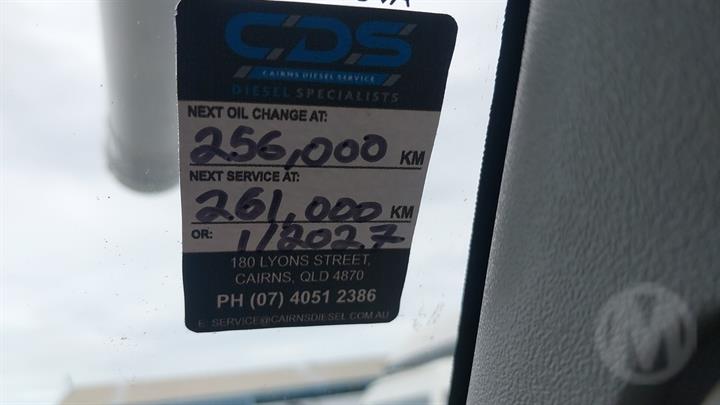 CDS
CAIRNS DIESEL SERVICE
DIESEL SPECIALISTS
NEXT OIL CHANGE AT:
256,000 KM
NEXT SERVICE AT:
261,000 KM
OR: 1/2027
180 LYONS STREET,
CAIRNS, QLD 4870
PH (07) 4051 2386
E: SERVICE@CAIRNSDIESEL.COM.AU
M